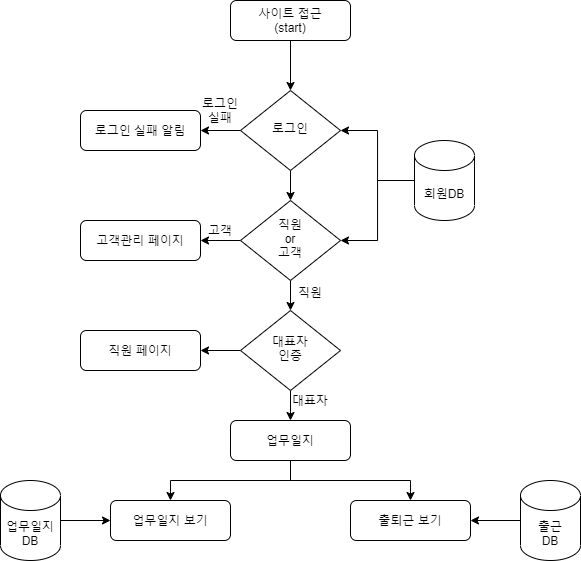 사이트 접근
(start)
로그인
실패
로그인 실패 알림
로그인
회원DB
고객관리 페이지
고객
직원
or
고객
직원
직원 페이지
대표자
인증
대표자
업무일지
업무일지
DB
업무일지 보기
출퇴근 보기
출근
DB